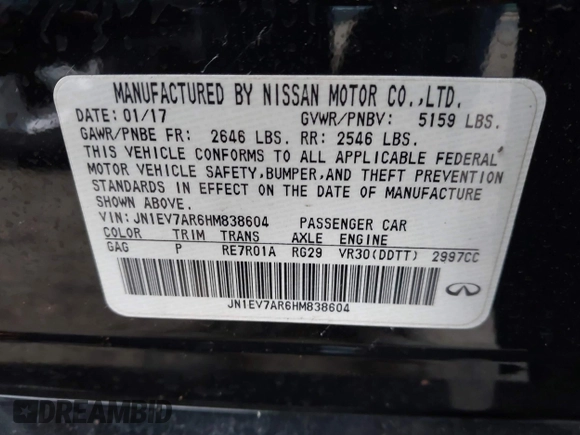 MANUFACTURED BY NISSAN MOTOR CO.,LTD.
DATE: 01/17 GVWR/PNBV: 5159 LBS.
GAWR/PNBE FR: 2646 LBS. RR: 2546 LBS.
THIS VEHICLE CONFORMS TO ALL APPLICABLE FEDERAL
MOTOR VEHICLE SAFETY,BUMPER,AND THEFT PREVENTION
STANDARDS IN EFFECT ON THE DATE OF MANUFACTURE
SHOWN ABOVE.
VIN: JN1EV7AR6HM838604 PASSENGER CAR
COLOR TRIM TRANS AXLE ENGINE
GAG P RE7R01A RG29 VR30(DDTT) 2997CC
JN1EV7AR6HM838604
DREAMBID